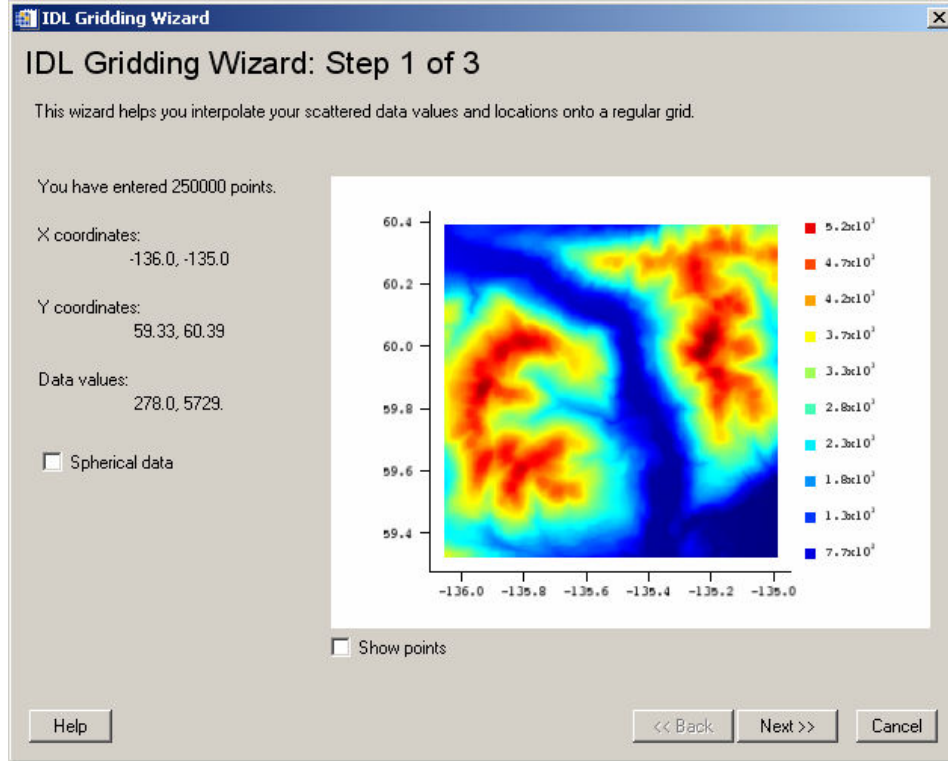 IDL Gridding Wizard
IDL Gridding Wizard: Step 1 of 3
This wizard helps you interpolate your scattered data values and locations onto a regular grid.
You have entered 250000 points.
X coordinates:
-136.0, -135.0
Y coordinates:
59.33, 60.39
Data values:
278.0, 5729.
Spherical data
60.4
60.2
60.0
59.8
59.6
59.4
-136.0 -135.8 -135.6 -135.4 -135.2 -135.0
5.2x10³
4.7x10³
4.2x10³
3.7x10³
3.3x10³
2.8x10³
2.3x10³
1.8x10³
1.3x10³
Show points
Help
<< Back
Next >>
Cancel